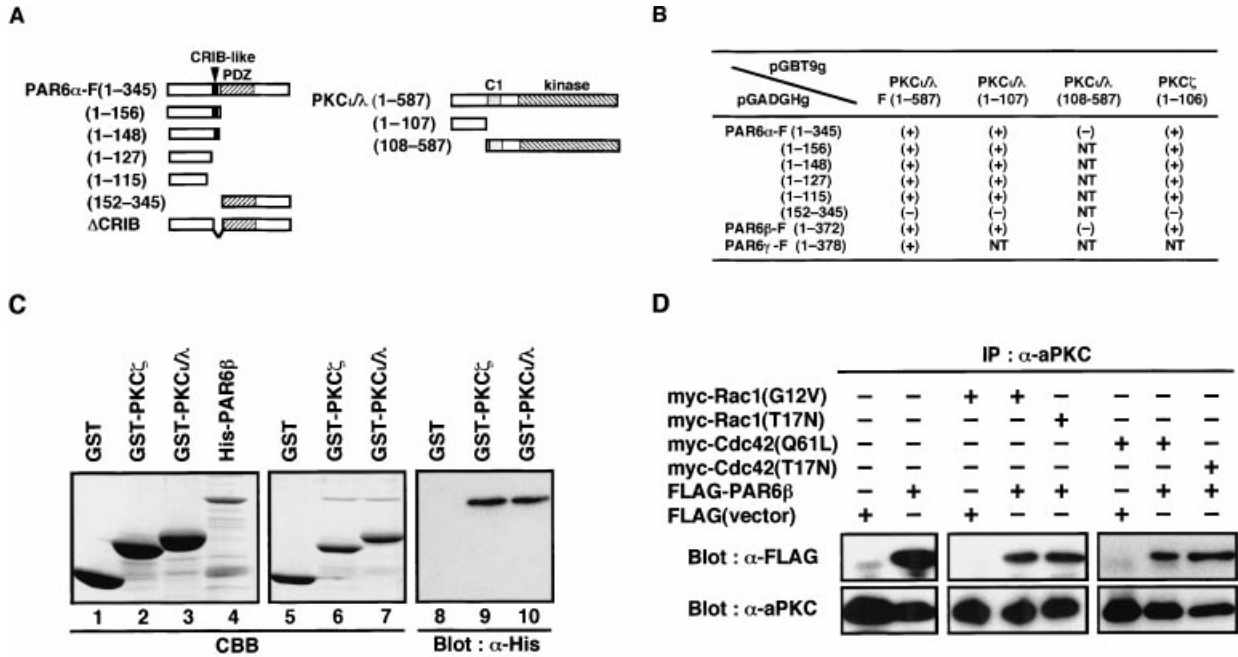 A
CRIB-like
PDZ
PAR6α-F(1–345)
(1–156)
(1–148)
(1–127)
(1–115)
(152–345)
ΔCRIB
C1 kinase
PKCι/λ (1–587)
(1–107)
(108–587)
B
pGBT9g
pGADGHg
PKCι/λ PKCι/λ PKCι/λ PKCζ
F (1–587) (1–107) (108-587) (1–106)
PAR6α-F (1–345) (+) (+) (–) (+)
(1–156) (+) (+) NT (+)
(1–148) (+) (+) NT (+)
(1–127) (+) (+) NT (+)
(1–115) (+) (+) NT (+)
(152–345) (–) (–) NT (–)
PAR6β-F (1–372) (+) (+) (–) (+)
PAR6γ-F (1–378) (+) NT NT NT
C
GST
GST-PKCζ
GST-PKCι/λ
His-PAR6β
GST
GST-PKCζ
GST-PKCι/λ
GST
GST-PKCζ
GST-PKCι/λ
1 2 3 4 5 6 7 8 9 10
CBB Blot : α-His
D
IP : α-aPKC
myc-Rac1(G12V) – – + + – – – –
myc-Rac1(T17N) – – – – + – – –
myc-Cdc42(Q61L) – – – – – + + –
myc-Cdc42(T17N) – – – – – – – +
FLAG-PAR6β – + – + + – + +
FLAG(vector) + – + – – + – –
Blot : α-FLAG
Blot : α-aPKC